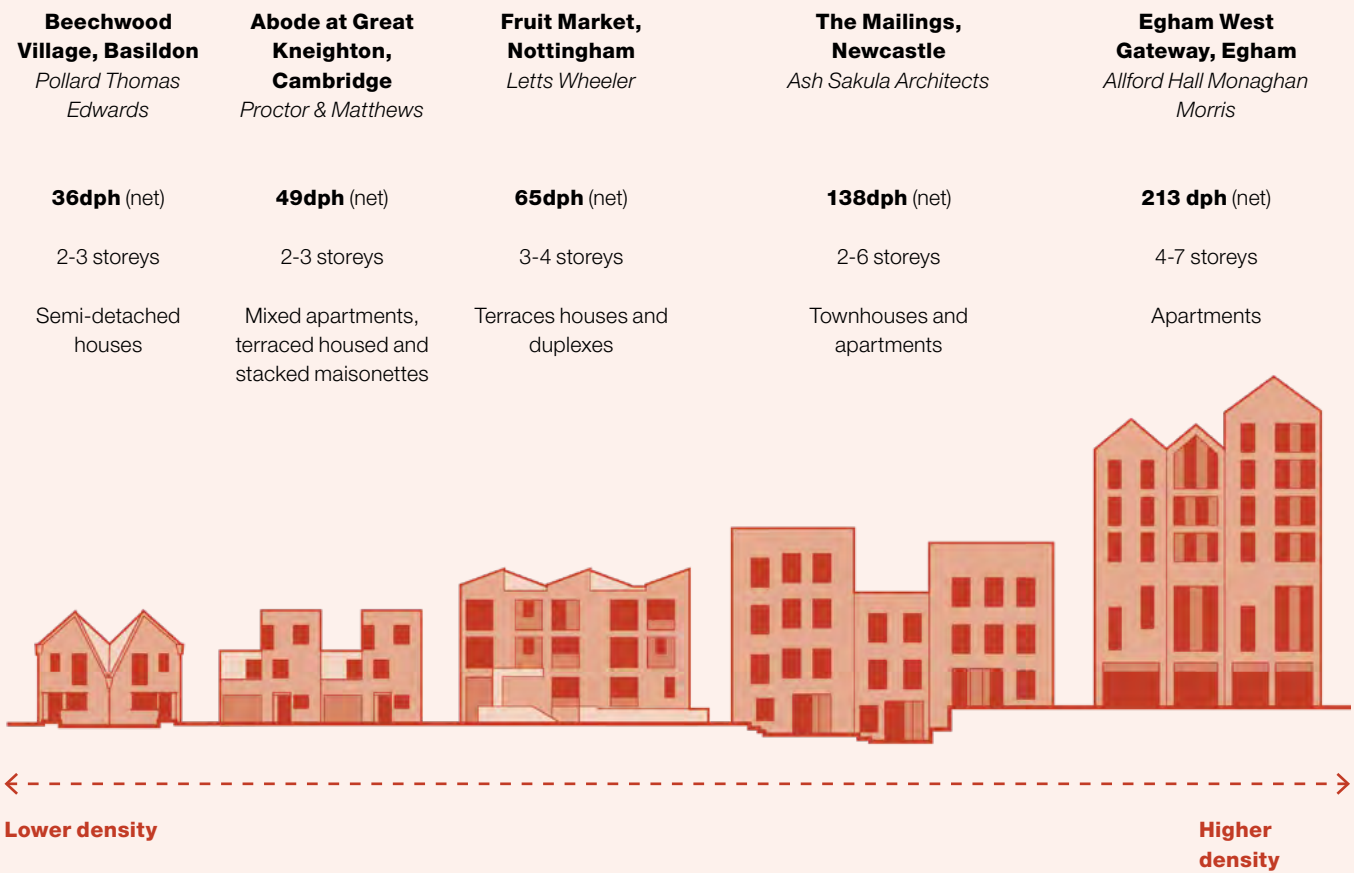 Beechwood
Village, Basildon
Pollard Thomas
Edwards
36dph (net)
2-3 storeys
Semi-detached
houses
Abode at Great
Kneighton,
Cambridge
Proctor & Matthews
49dph (net)
2-3 storeys
Mixed apartments,
terraced housed and
stacked maisonettes
Fruit Market,
Nottingham
Letts Wheeler
65dph (net)
3-4 storeys
Terraces houses and
duplexes
The Mailings,
Newcastle
Ash Sakula Architects
138dph (net)
2-6 storeys
Townhouses and
apartments
Egham West
Gateway, Egham
Allford Hall Monaghan
Morris
213 dph (net)
4-7 storeys
Apartments
Lower density
Higher
density